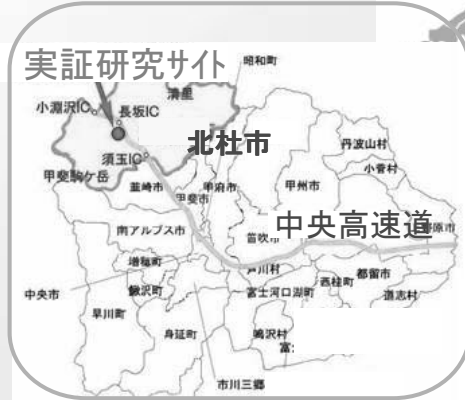 実証研究サイト
昭和町
清里
小淵沢IC
長坂IC
北杜市
須玉IC
丹波山村
小菅村
甲斐駒ケ岳
韮崎市
甲府市
甲斐市
甲州市
南アルプス市
笛吹市
中央高速道
原市
増穂町
芦川村
都留市
中央市
鰍沢町
富士河口湖町
西桂町
道志村
早川町
身延町
鳴沢村
富士
市川三郷